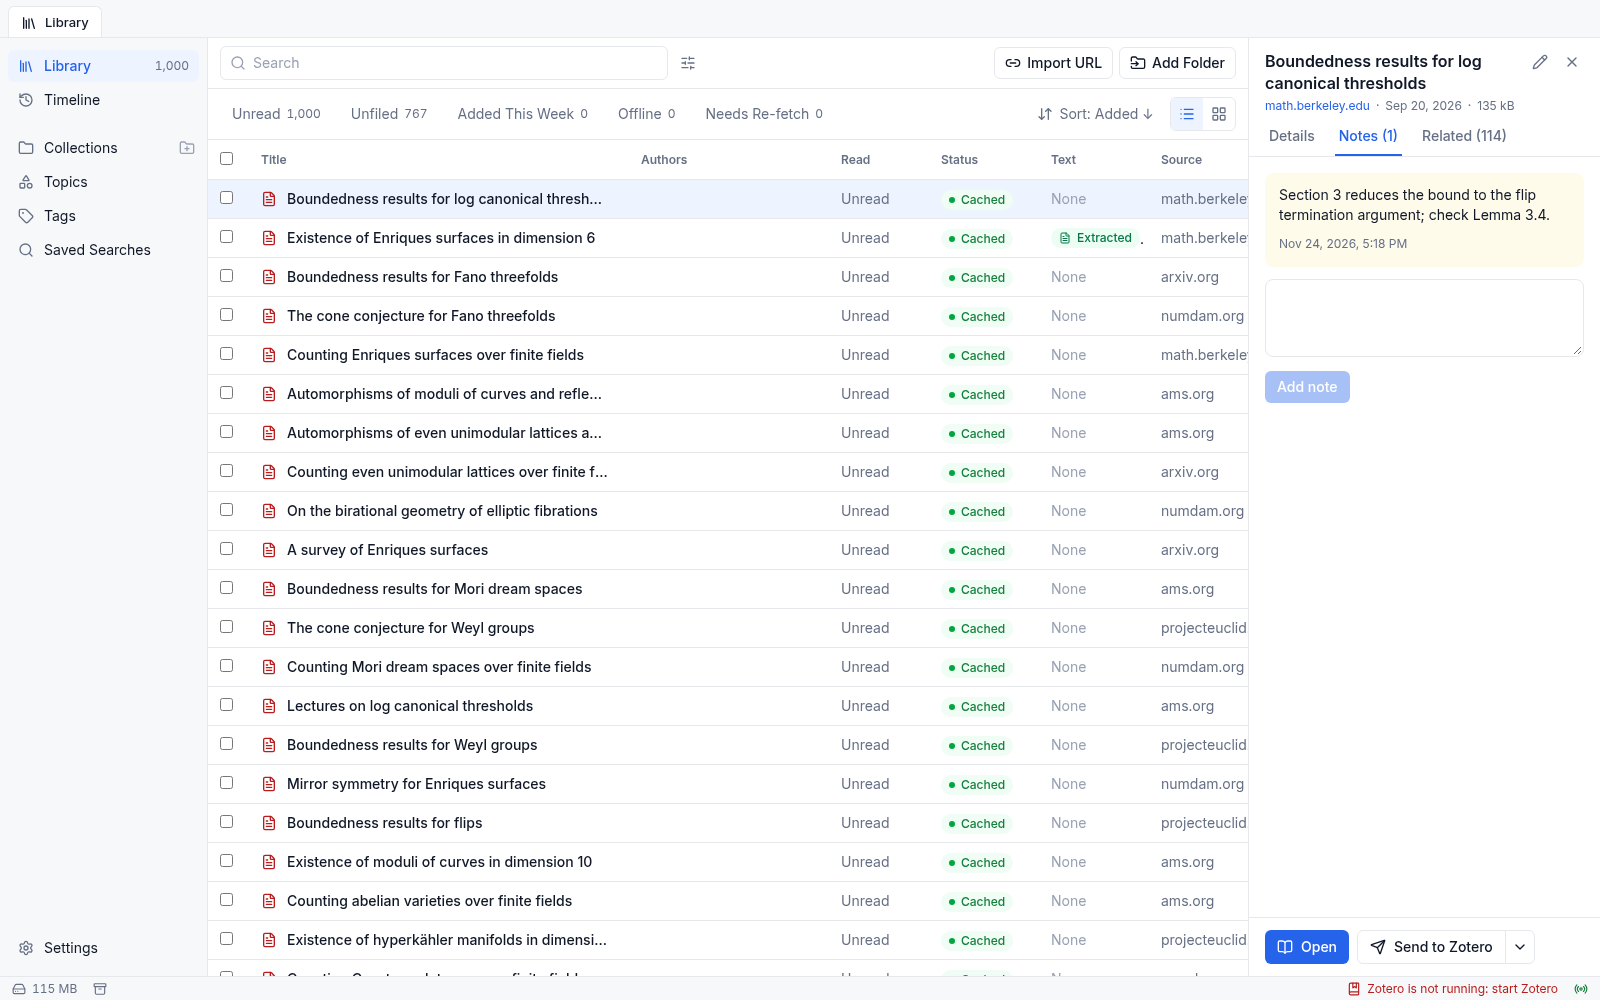 Library
Library 1,000
Timeline
Collections
Topics
Tags
Saved Searches
Settings
Search
Import URL
Add Folder
Unread 1,000 Unfiled 767 Added This Week 0 Offline 0 Needs Re-fetch 0 Sort: Added
Title Authors Read Status Text Source
Boundedness results for log canonical thresh... Unread Cached None math.berkeley
Existence of Enriques surfaces in dimension 6 Unread Cached Extracted math.berkeley
Boundedness results for Fano threefolds Unread Cached None arxiv.org
The cone conjecture for Fano threefolds Unread Cached None numdam.org
Counting Enriques surfaces over finite fields Unread Cached None math.berkeley
Automorphisms of moduli of curves and refle... Unread Cached None ams.org
Automorphisms of even unimodular lattices a... Unread Cached None ams.org
Counting even unimodular lattices over finite f... Unread Cached None arxiv.org
On the birational geometry of elliptic fibrations Unread Cached None numdam.org
A survey of Enriques surfaces Unread Cached None arxiv.org
Boundedness results for Mori dream spaces Unread Cached None ams.org
The cone conjecture for Weyl groups Unread Cached None projecteuclid
Counting Mori dream spaces over finite fields Unread Cached None numdam.org
Lectures on log canonical thresholds Unread Cached None ams.org
Boundedness results for Weyl groups Unread Cached None projecteuclid
Mirror symmetry for Enriques surfaces Unread Cached None numdam.org
Boundedness results for flips Unread Cached None projecteuclid
Existence of moduli of curves in dimension 10 Unread Cached None ams.org
Counting abelian varieties over finite fields Unread Cached None ams.org
Existence of hyperkähler manifolds in dimensi... Unread Cached None projecteuclid
Boundedness results for log
canonical thresholds
math.berkeley.edu · Sep 20, 2026 · 135 kB
Details Notes (1) Related (114)
Section 3 reduces the bound to the flip
termination argument; check Lemma 3.4.
Nov 24, 2026, 5:18 PM
Add note
Open Send to Zotero
115 MB
Zotero is not running: start Zotero